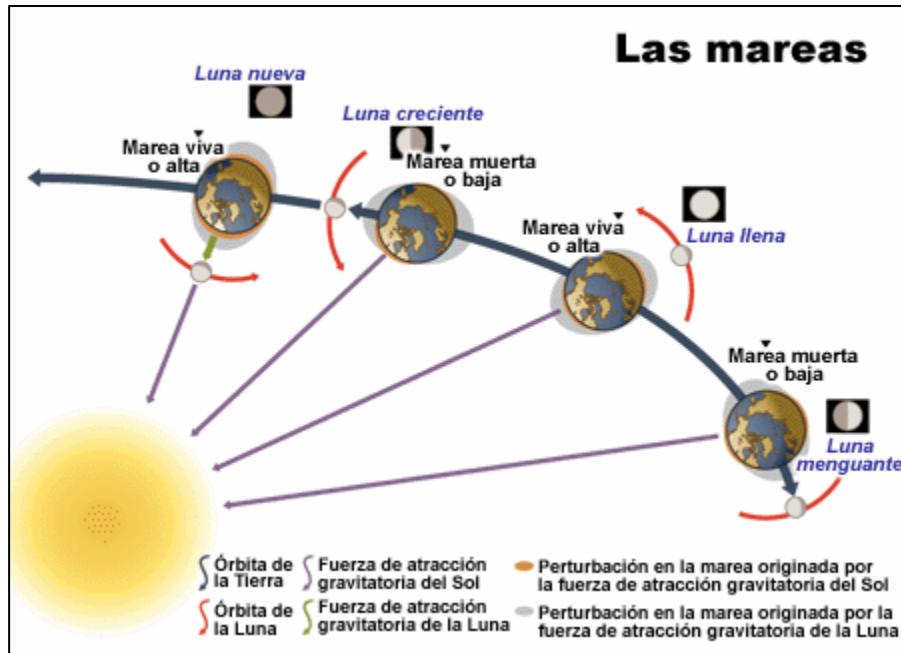 Las mareas
Luna nueva
Marea viva
o alta
Luna creciente
Marea muerta
o baja
Marea viva
o alta
Luna llena
Marea muerta
o baja
Luna
menguante
Órbita de
la Tierra
Fuerza de atracción
gravitatoria del Sol
Órbita de
la Luna
Fuerza de atracción
gravitatoria de la Luna
Perturbación en la marea originada por
la fuerza de atracción gravitatoria del Sol
Perturbación en la marea originada por la
fuerza de atracción gravitatoria de la Luna